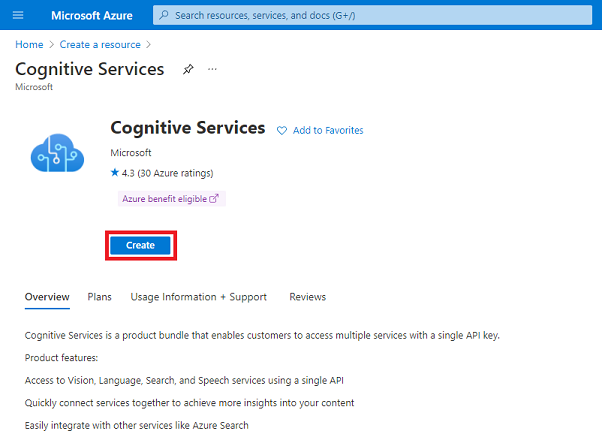 Microsoft Azure
Search resources, services, and docs (G+/)
Home > Create a resource >
Cognitive Services
...
Microsoft
Cognitive Services
Add to Favorites
Microsoft
★ 4.3 (30 Azure ratings)
Azure benefit eligible
Create
Overview Plans Usage Information + Support Reviews
Cognitive Services is a product bundle that enables customers to access multiple services with a single API key.
Product features:
Access to Vision, Language, Search, and Speech services using a single API
Quickly connect services together to achieve more insights into your content
Easily integrate with other services like Azure Search